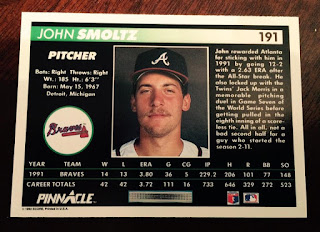 JOHN SMOLTZ 191
PITCHER
Bats: Right Throws: Right
Wt: 185 Ht: 6'3"
Born: May 15, 1967
Detroit, Michigan
A
Braves
John rewarded Atlanta
for sticking with him in
1991 by going 12-2
with a 2.63 ERA after
the All-Star break. He
also locked up with the
Twins' Jack Morris in a
memorable pitching
duel in Game Seven of
the World Series before
getting pulled in the
eighth inning of a score-
less tie. All in all, not a
bad second half for a
guy who started the
season 2-11.
YEAR TEAM W L ERA G CG IP H R BB SO
1991 BRAVES 14 13 3.80 36 5 229.2 206 101 77 148
CAREER TOTALS 42 42 3.72 111 16 733 646 329 272 523
PINNACLE
© 1992 SCORE, Printed in U.S.A.